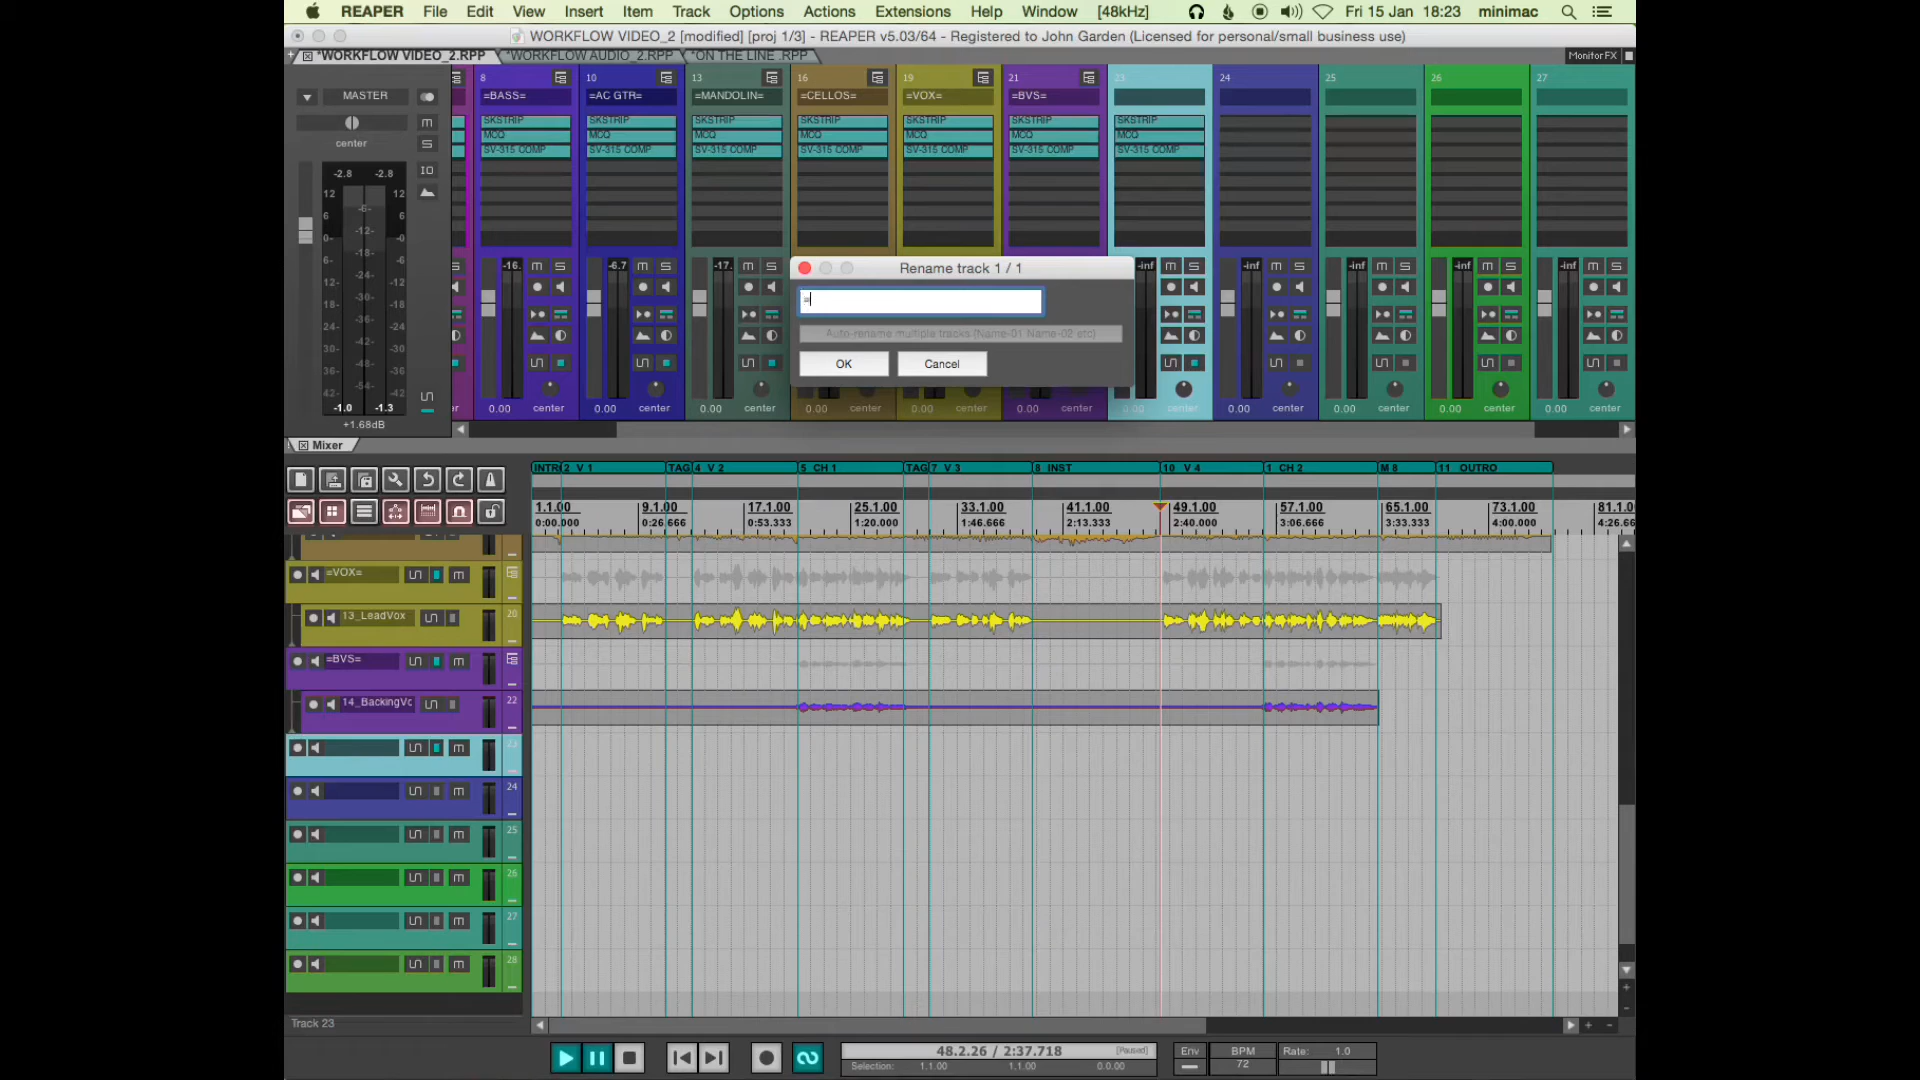 REAPER File Edit View Insert Item Track Options Actions Extensions Help Window [48kHz] Fri 15 Jan 18:23 minimac
WORKFLOW VIDEO_2 [modified] [proj 1/3] - REAPER v5.03/64 - Registered to John Garden (Licensed for personal/small business use)
*WORKFLOW VIDEO_2.RPP *WORKFLOW AUDIO_2.RPP *ON THE LINE .RPP Monitor FX
8 10 13 16 19 21 23 24 25 26 27
MASTER =BASS= =AC GTR= =MANDOLIN= =CELLOS= =VOX= =BVS=
SKSTRIP SKSTRIP SKSTRIP SKSTRIP SKSTRIP SKSTRIP SKSTRIP
MCQ MCQ MCQ MCQ MCQ MCQ MCQ
SV-315 COMP SV-315 COMP SV-315 COMP SV-315 COMP SV-315 COMP SV-315 COMP SV-315 COMP
center
-2.8 -2.8
12 12
6 -6- 6
0- -12- -0
6- -18- -6
12- -24- -12
18- -30- -18
24- -36- -24
30- -42- -30
36- -48- -36
42- -54- -42
-1.0 -1.3
+1.68dB
M
S
IO
-16. M S -6.7 M S -17. M S -inf M S -inf M S -inf M S -inf M S -inf M S
Rename track 1 / 1
=
Auto-rename multiple tracks (Name-01 Name-02 etc)
OK Cancel
0.00 center 0.00 center 0.00 center 0.00 center 0.00 center 0.00 center 0.00 center 0.00 center 0.00 center 0.00 center 0.00 center
Mixer
INTR 2 V 1 TAG 4 V 2 5 CH 1 TAG 7 V 3 8 INST 10 V 4 1 CH 2 M 8 11 OUTRO
1.1.00 9.1.00 17.1.00 25.1.00 33.1.00 41.1.00 49.1.00 57.1.00 65.1.00 73.1.00 81.1.0
0:00.000 0:26.666 0:53.333 1:20.000 1:46.666 2:13.333 2:40.000 3:06.666 3:33.333 4:00.000 4:26.66
=VOX= M
13_LeadVox 20
=BVS= M
14_BackingVo 22
M 23
M 24
M 25
M 26
M 27
M 28
Track 23
48.2.26 / 2:37.718 [Paused]
Selection: 1.1.00 1.1.00 0.0.00
Env
BPM
72
Rate: 1.0